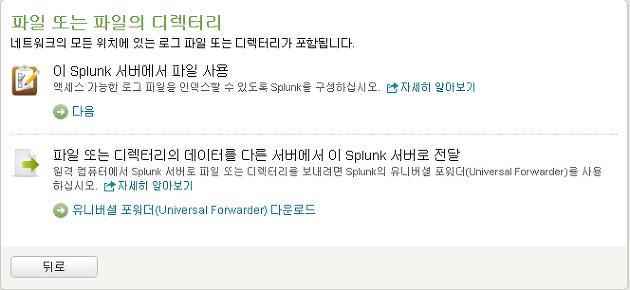 파일 또는 파일의 디렉터리
네트워크의 모든 위치에 있는 로그 파일 또는 디렉터리가 포함됩니다.
이 Splunk 서버에서 파일 사용
액세스 가능한 로그 파일을 인덱스할 수 있도록 Splunk를 구성하십시오. 자세히 알아보기
다음
파일 또는 디렉터리의 데이터를 다른 서버에서 이 Splunk 서버로 전달
원격 컴퓨터에서 Splunk 서버로 파일 또는 디렉터리를 보내려면 Splunk의 유니버셜 포워더(Universal Forwarder)를 사용
하십시오. 자세히 알아보기
유니버셜 포워더(Universal Forwarder) 다운로드
뒤로